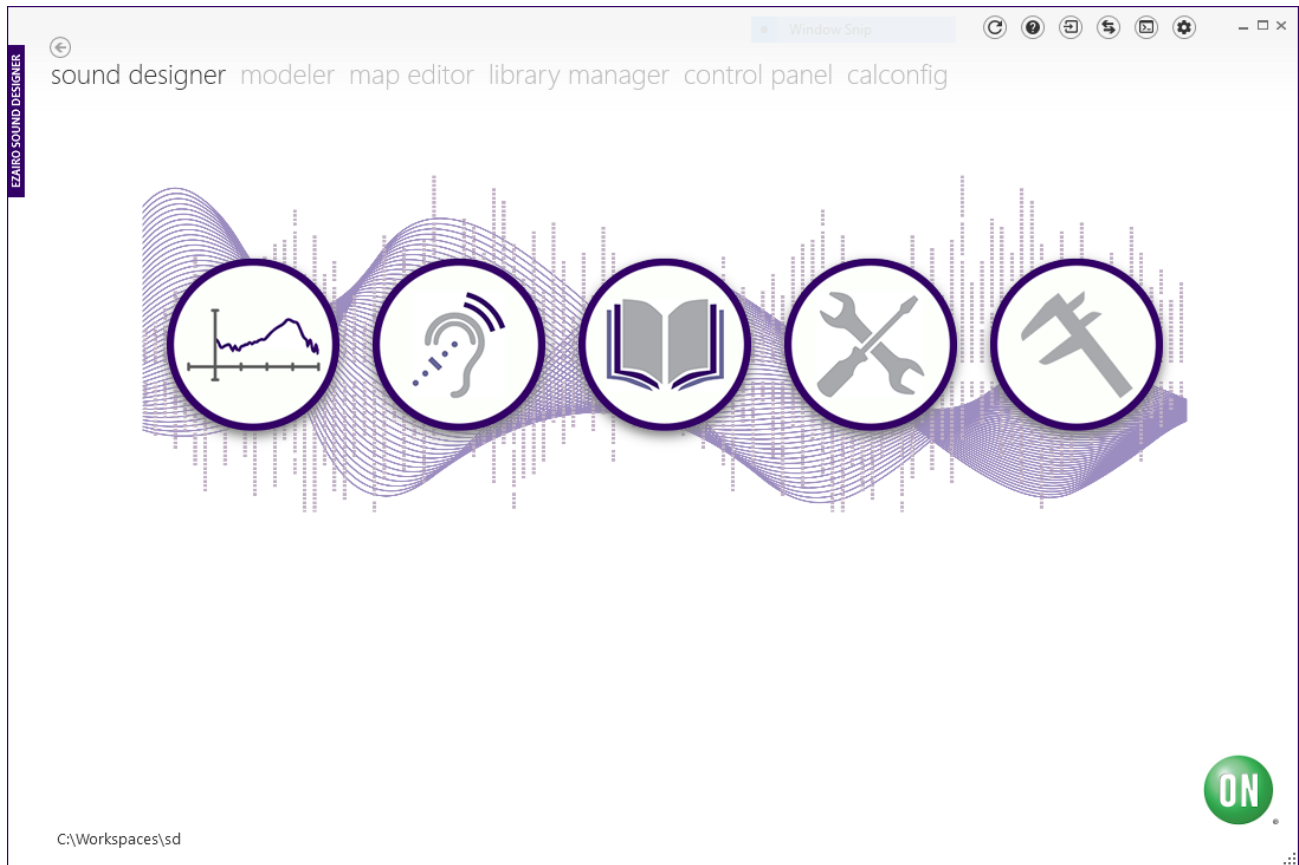 Window Snip
sound designer modeler map editor library manager control panel calconfig
EZAIRO SOUND DESIGNER
ON
C:\Workspaces\sd